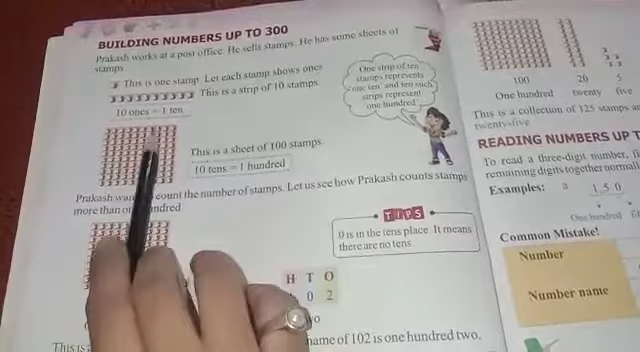 BUILDING NUMBERS UP TO 300
Prakash works at a post office. He sells stamps. He has some sheets of
stamps.
This is one stamp. Let each stamp shows ones
This is a strip of 10 stamps
10 ones = 1 ten
One strip of ten
stamps represents
'one ten' and ten such
strips represent
'one hundred'
This is a sheet of 100 stamps.
10 tens = 1 hundred
Prakash count the number of stamps. Let us see how Prakash counts stamps
more than
TIPS
0 is in the tens place. It means
there are no tens.
H T O
0 2
name of 102 is one hundred two.
This is
100 20 5
One hundred twenty five
This is a collection of 125 stamps
twenty-five
READING NUMBERS UP
To read a three-digit number,
remaining digits together
Examples: a 1 5 0
One hundred
Common Mistake!
Number
Number name